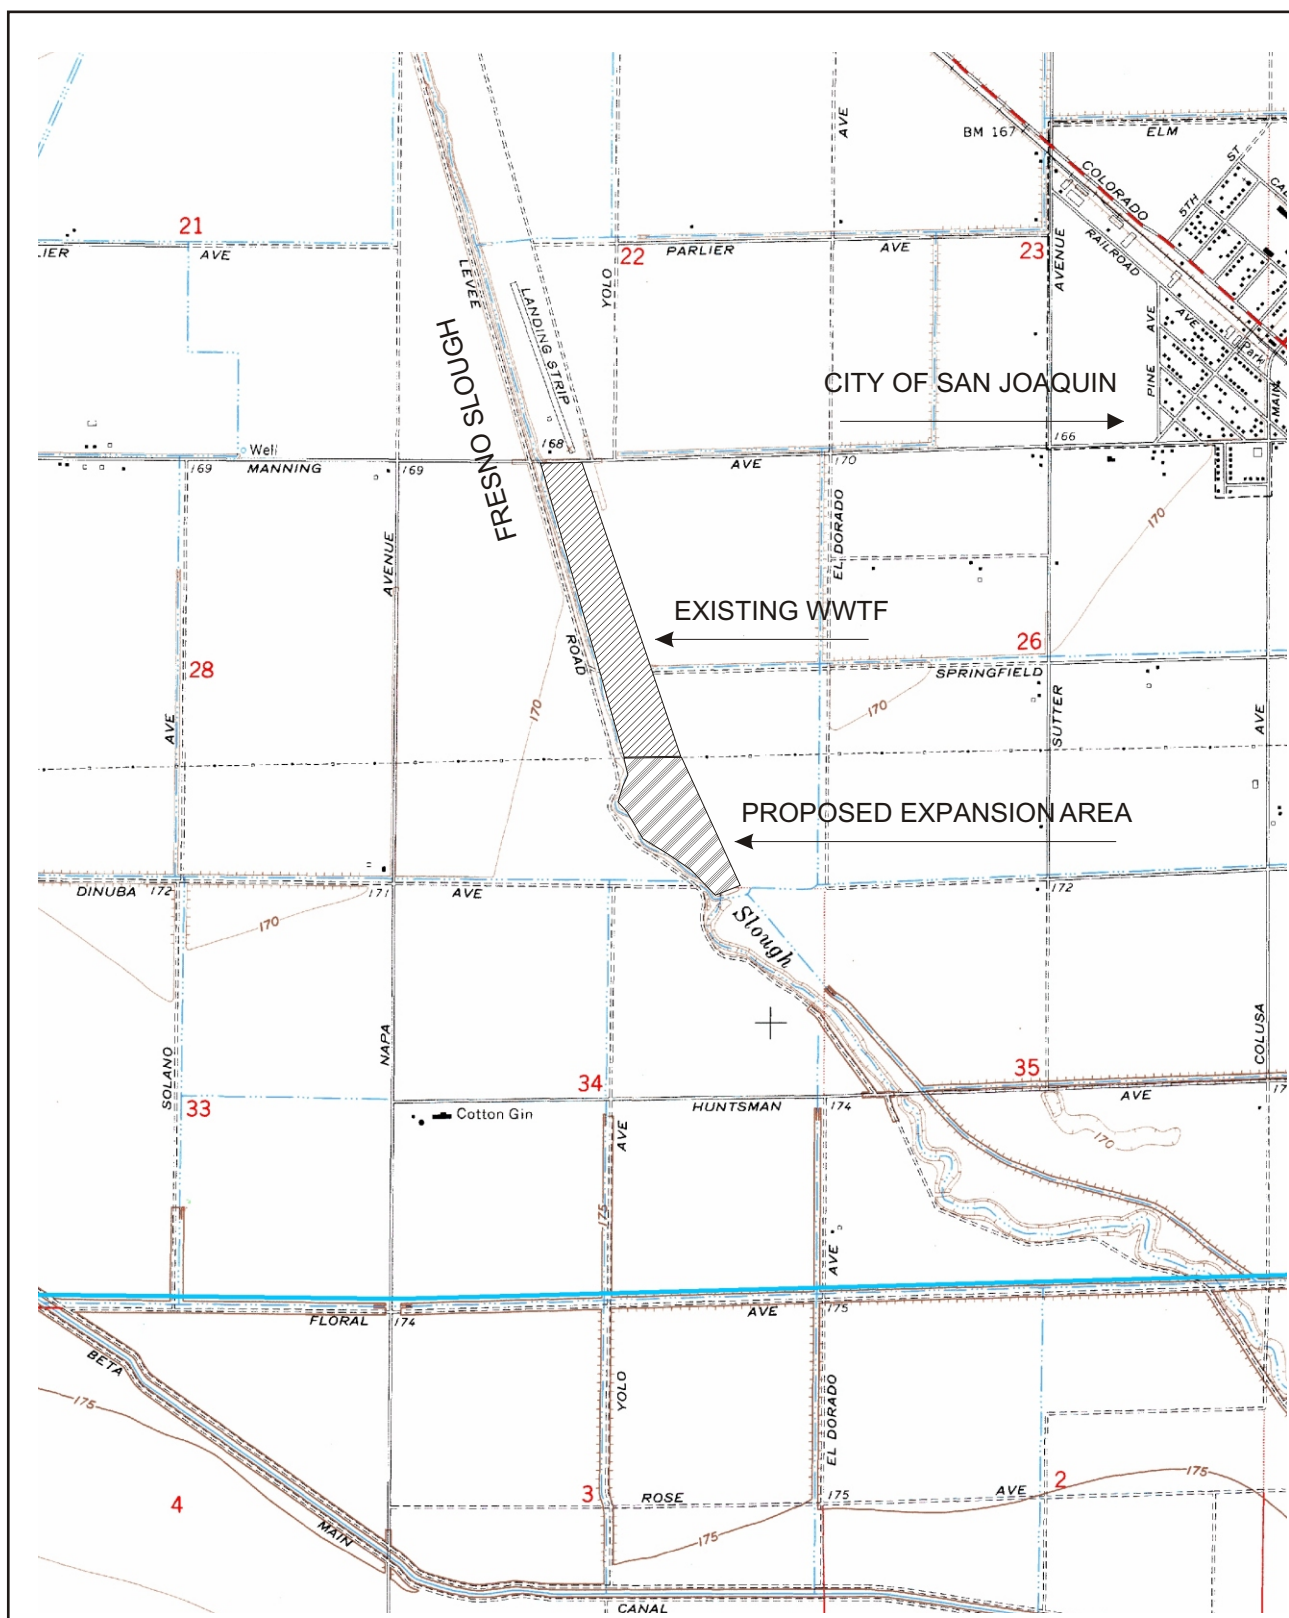 BM 167
ELM
AVE
COLORADO
5TH
ST
CAL
21
LIER
AVE
22
PARLIER
AVE
23
LEVEE
YOLO
AVENUE
RAILROAD
AVE
LANDING STRIP
FRESNO SLOUGH
PINE AVE
Park
MAIN
CITY OF SAN JOAQUIN
Well
169
MANNING
169
168
AVE
170
166
AVENUE
EL DORADO
170
EXISTING WWTF
ROAD
28
26
SPRINGFIELD
170
170
AVE
SUTTER
AVE
PROPOSED EXPANSION AREA
DINUBA
172
171
AVE
172
170
Slough
SOLANO
NAPA
COLUSA
34
35
33
HUNTSMAN
174
AVE
17
Cotton Gin
AVE
170
175
AVE
FLORAL
174
AVE
175
BETA
YOLO
EL DORADO
175
175
4
3
ROSE
175
AVE
2
MAIN
175
CANAL